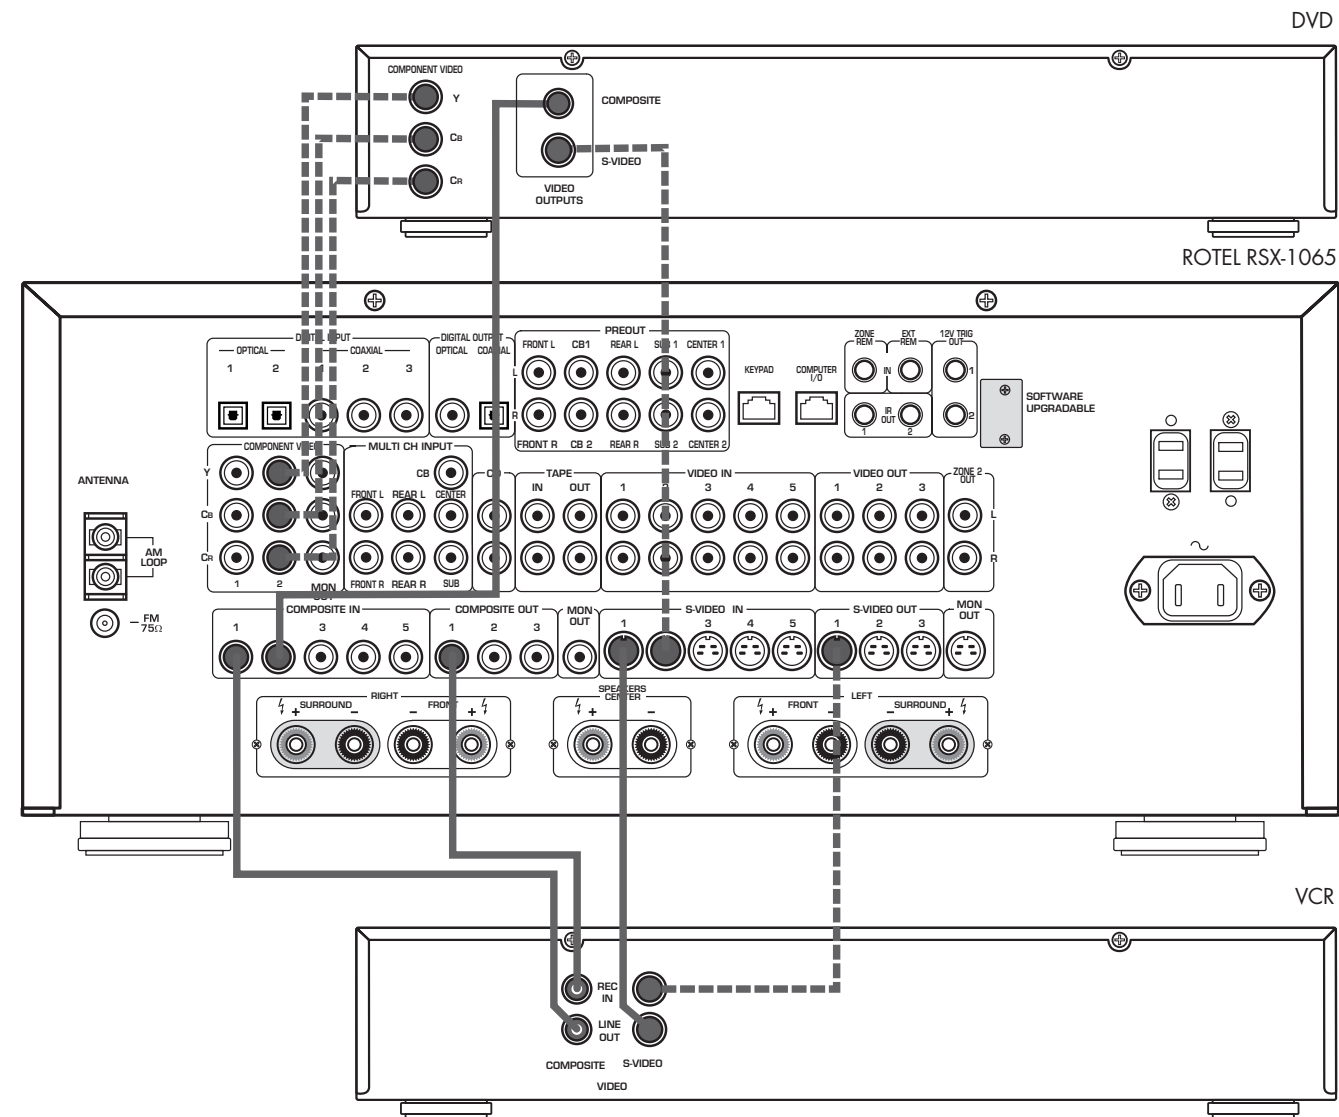 DVD
COMPONENT VIDEO
Y
CB
CR
COMPOSITE
S-VIDEO
VIDEO
OUTPUTS
ROTEL RSX-1065
DIGITAL INPUT
OPTICAL
COAXIAL
1 2 1 2 3
DIGITAL OUTPUT
OPTICAL COAXIAL
PREOUT
FRONT L CB1 REAR L SUB 1 CENTER 1
L
R
FRONT R CB 2 REAR R SUB 2 CENTER 2
KEYPAD
COMPUTER
I/O
ZONE
REM
EXT
REM
12V TRIG
OUT
IN
1
IR
OUT
1 2
2
SOFTWARE
UPGRADABLE
ANTENNA
AM
LOOP
FM
75Ω
COMPONENT VIDEO
Y
CB
CR
1 2 MON
OUT
MULTI CH INPUT
CB
FRONT L REAR L CENTER
FRONT R REAR R SUB
CD
TAPE
IN OUT
VIDEO IN
1 2 3 4 5
VIDEO OUT
1 2 3
ZONE 2
OUT
L
R
COMPOSITE IN
1 3 4 5
COMPOSITE OUT
1 2 3
MON
OUT
S-VIDEO IN
1 3 4 5
S-VIDEO OUT
1 2 3
MON
OUT
RIGHT
SURROUND
+ −
FRONT
− +
SPEAKERS
CENTER
+ −
LEFT
FRONT
+ −
SURROUND
− +
VCR
REC
IN
LINE
OUT
COMPOSITE S-VIDEO
VIDEO